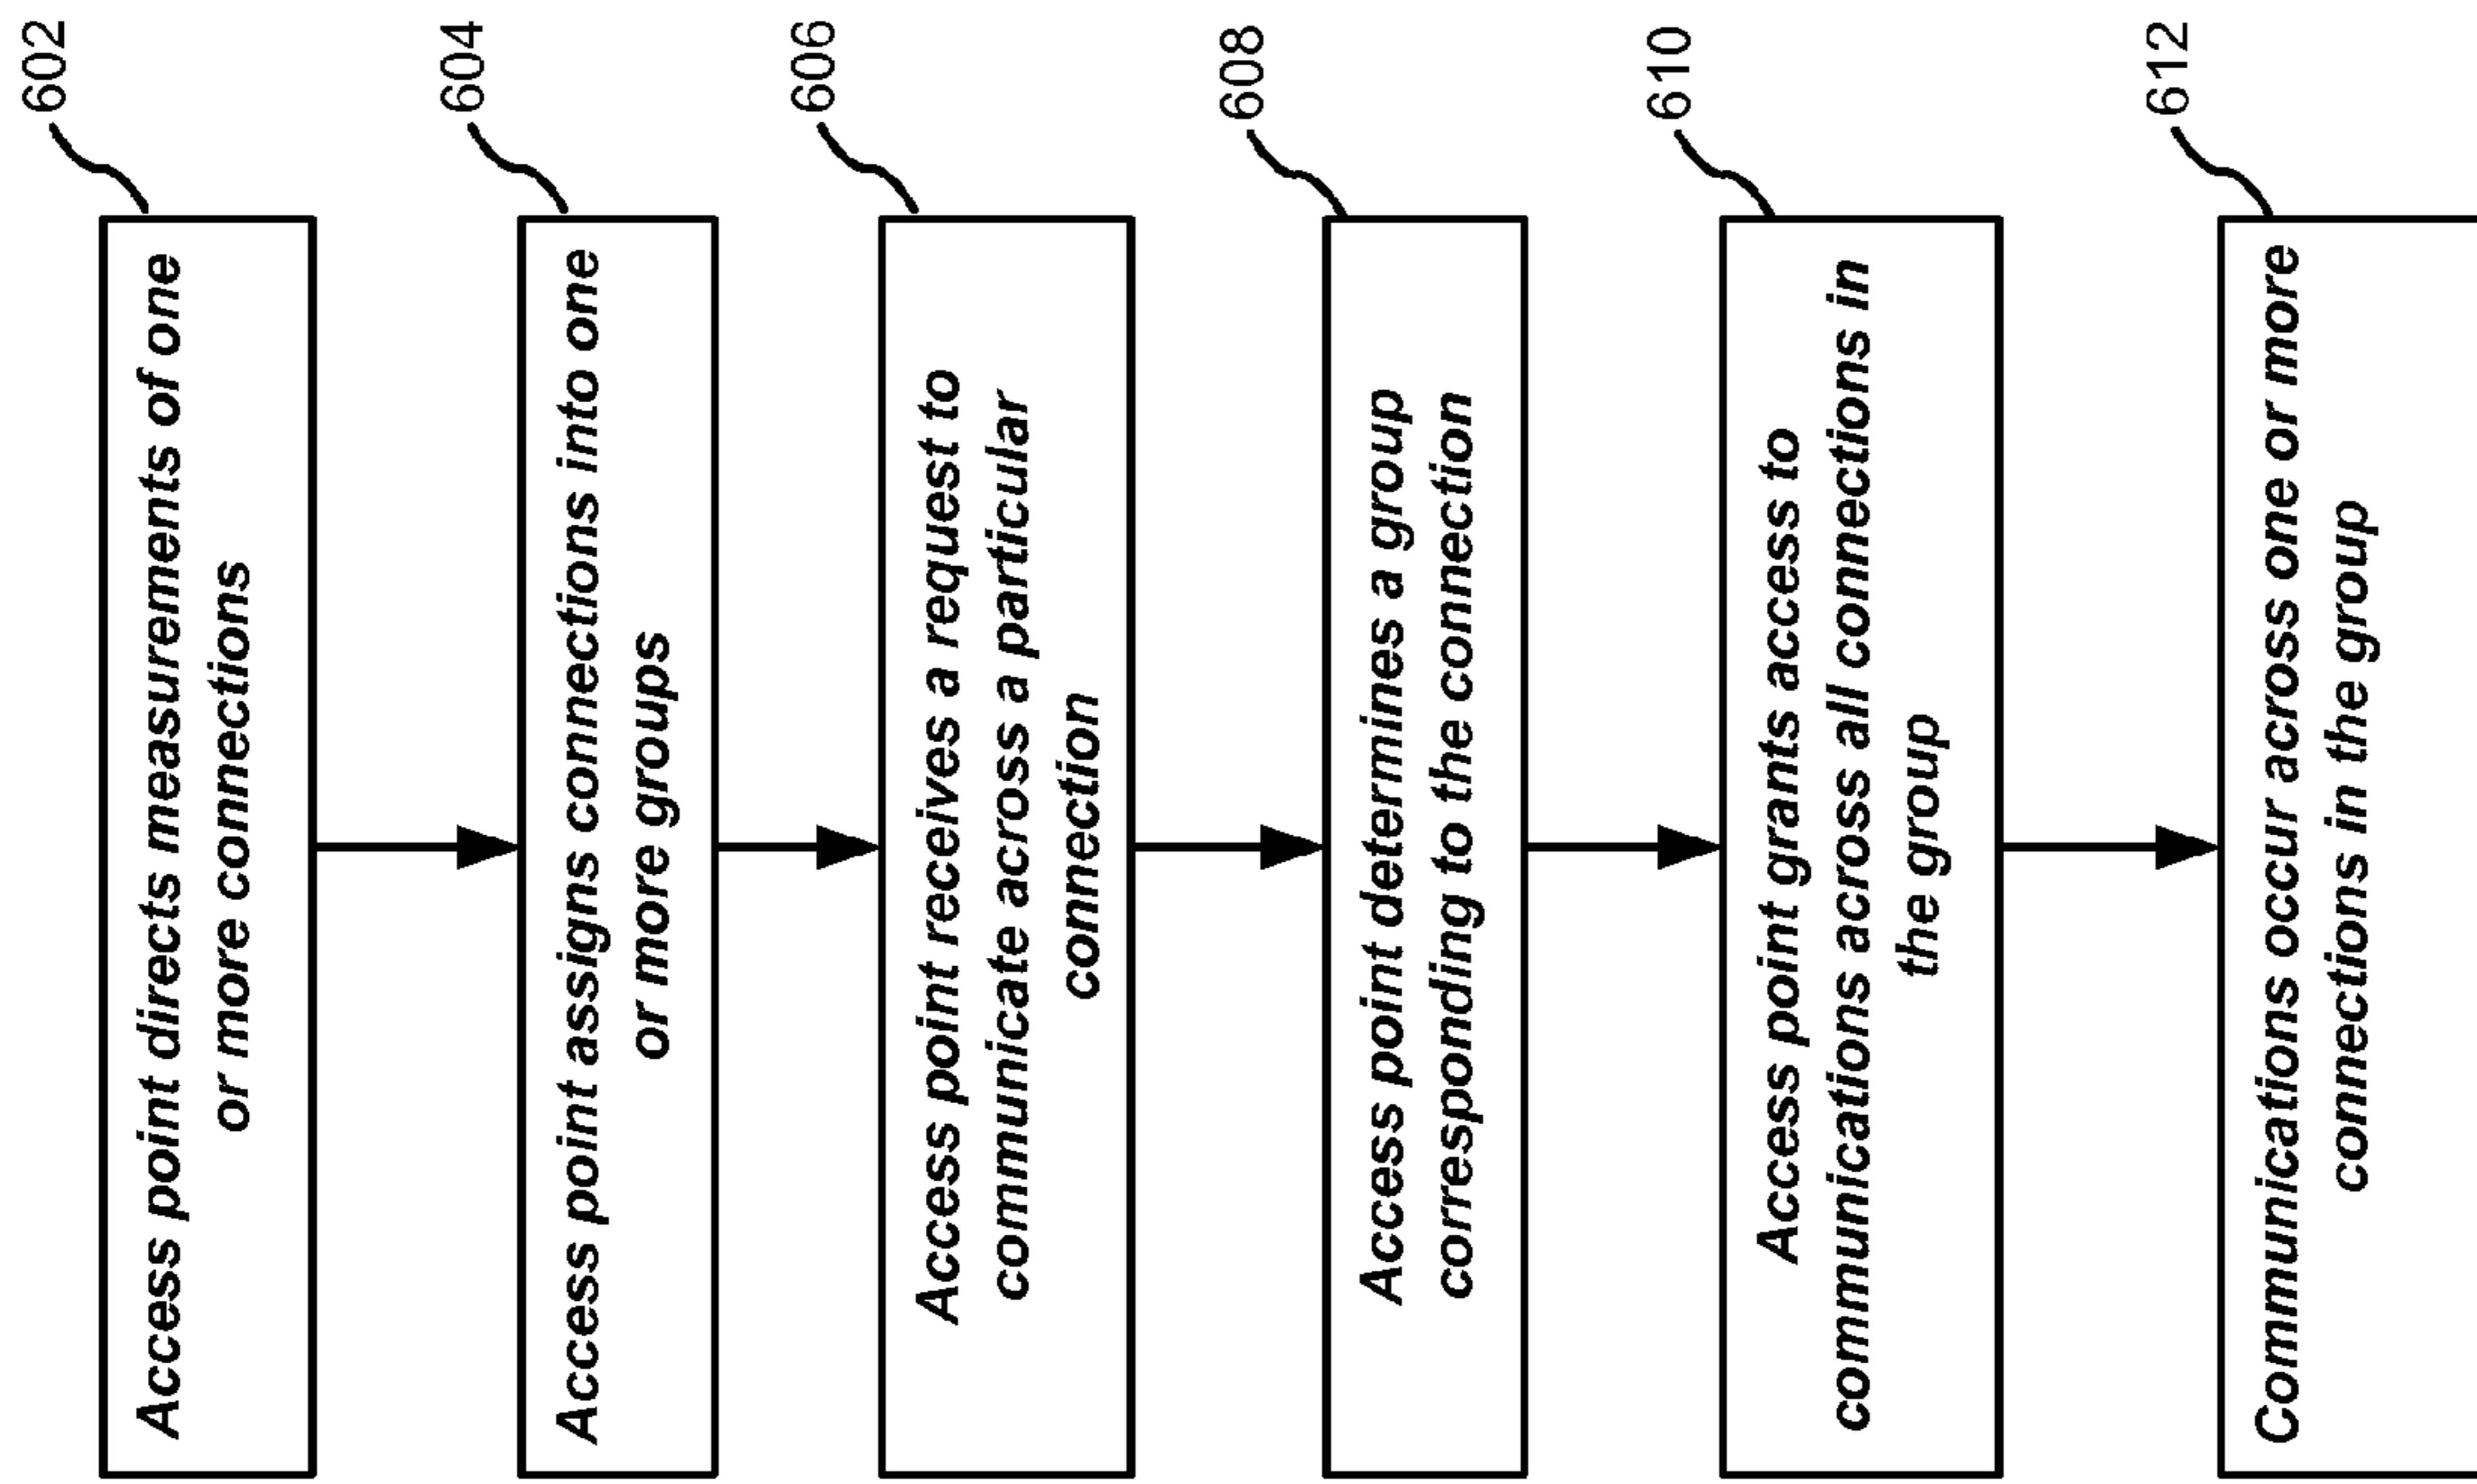 602
Access point directs measurements of one
or more connections
604
Access point assigns connections into one
or more groups
606
Access point receives a request to
communicate across a particular
connection
608
Access point determines a group
corresponding to the connection
610
Access point grants access to
communications across all connections in
the group
612
Communications occur across one or more
connections in the group